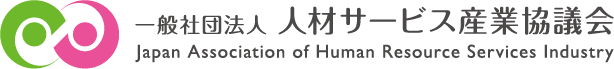 一般社団法人 人材サービス産業協議会
Japan Association of Human Resource Services Industry